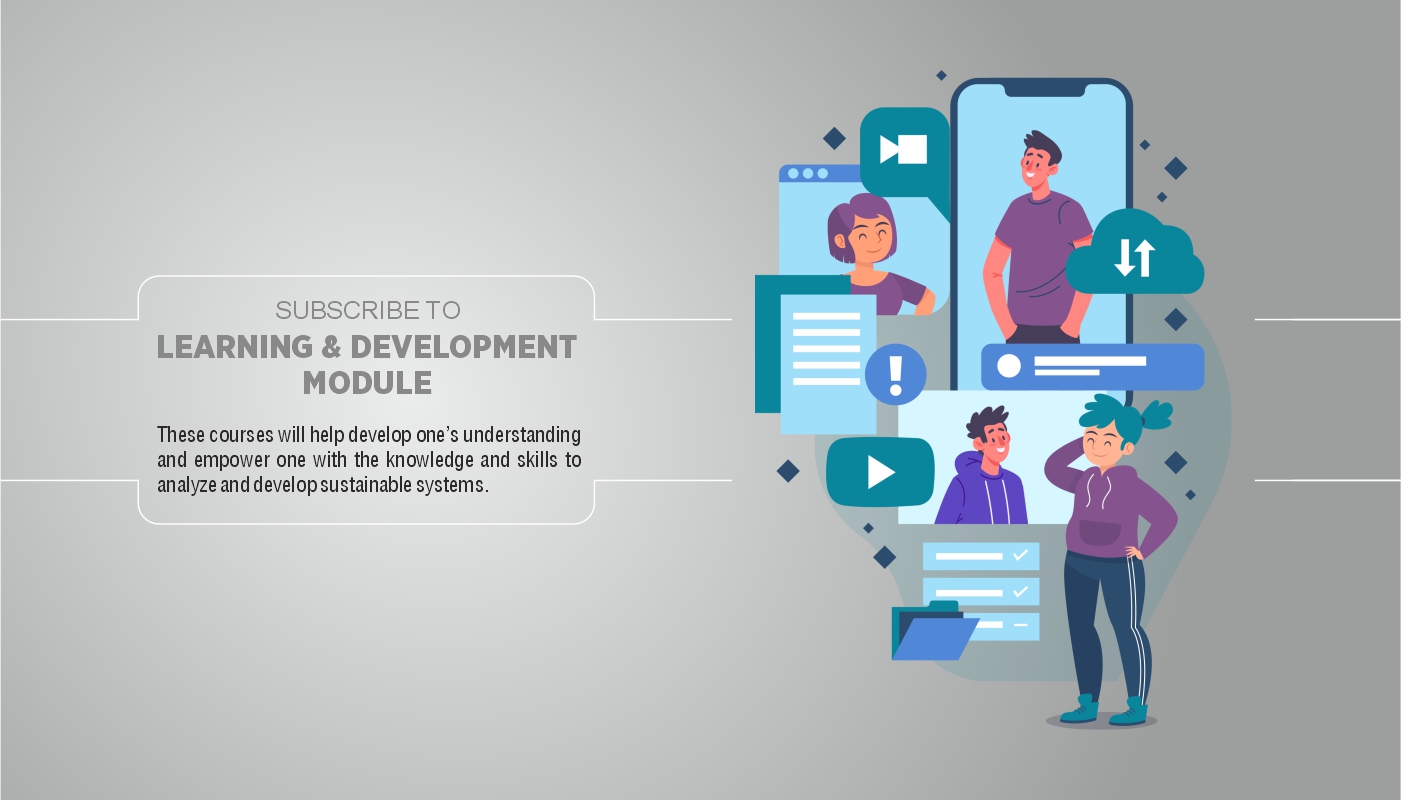 SUBSCRIBE TO
LEARNING & DEVELOPMENT
MODULE
These courses will help develop one’s understanding
and empower one with the knowledge and skills to
analyze and develop sustainable systems.